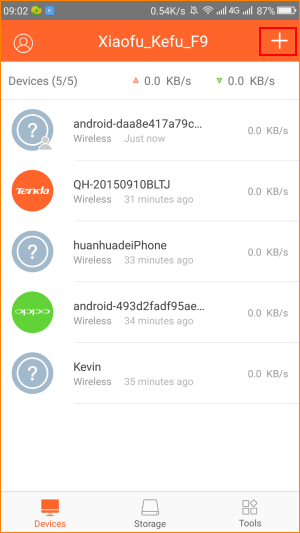 09:02 0.54K/s 4G 87%
Xiaofu_Kefu_F9
Devices (5/5) 0.0 KB/s 0.0 KB/s
android-daa8e417a79c...
Wireless Just now 0.0 KB/s
Tenda
QH-20150910BLTJ
Wireless 31 minutes ago 0.0 KB/s
huanhuadeiPhone
Wireless 33 minutes ago 0.0 KB/s
oppo
android-493d2fadf95ae...
Wireless 34 minutes ago 0.0 KB/s
Kevin
Wireless 35 minutes ago 0.0 KB/s
Devices Storage Tools